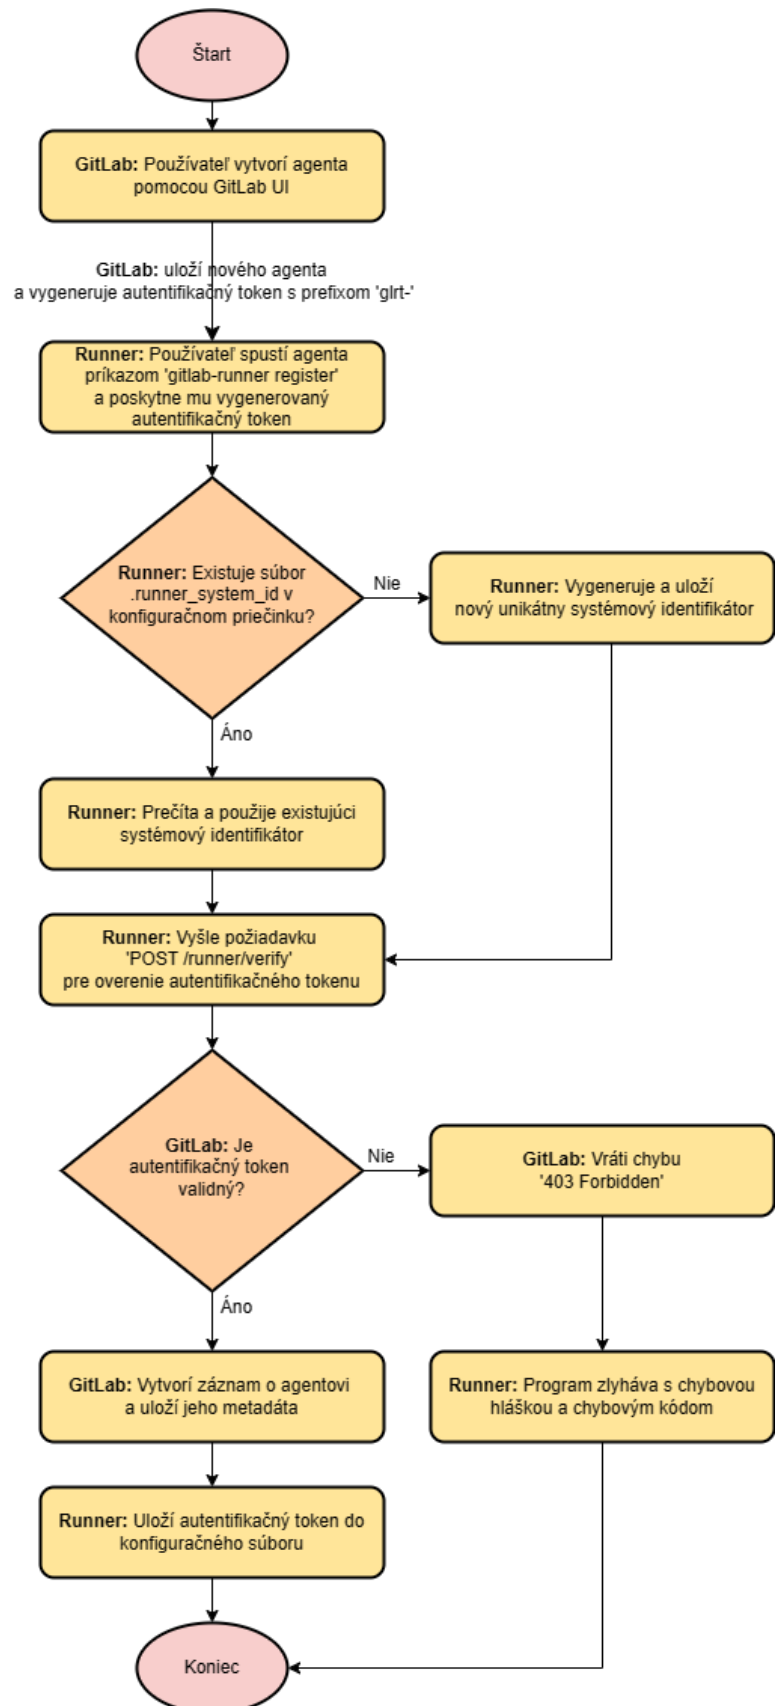 Štart
GitLab: Používateľ vytvorí agenta
pomocou GitLab UI
GitLab: uloží nového agenta
a vygeneruje autentifikačný token s prefixom 'glrt-'
Runner: Používateľ spustí agenta
príkazom 'gitlab-runner register'
a poskytne mu vygenerovaný
autentifikačný token
Runner: Existuje súbor
.runner_system_id v
konfiguračnom priečinku?
Nie
Runner: Vygeneruje a uloží
nový unikátny systémový identifikátor
Áno
Runner: Prečíta a použije existujúci
systémový identifikátor
Runner: Vyšle požiadavku
'POST /runner/verify'
pre overenie autentifikačného tokenu
GitLab: Je
autentifikačný token
validný?
Nie
GitLab: Vráti chybu
'403 Forbidden'
Áno
GitLab: Vytvorí záznam o agentovi
a uloží jeho metadáta
Runner: Program zlyháva s chybovou
hláškou a chybovým kódom
Runner: Uloží autentifikačný token do
konfiguračného súboru
Koniec